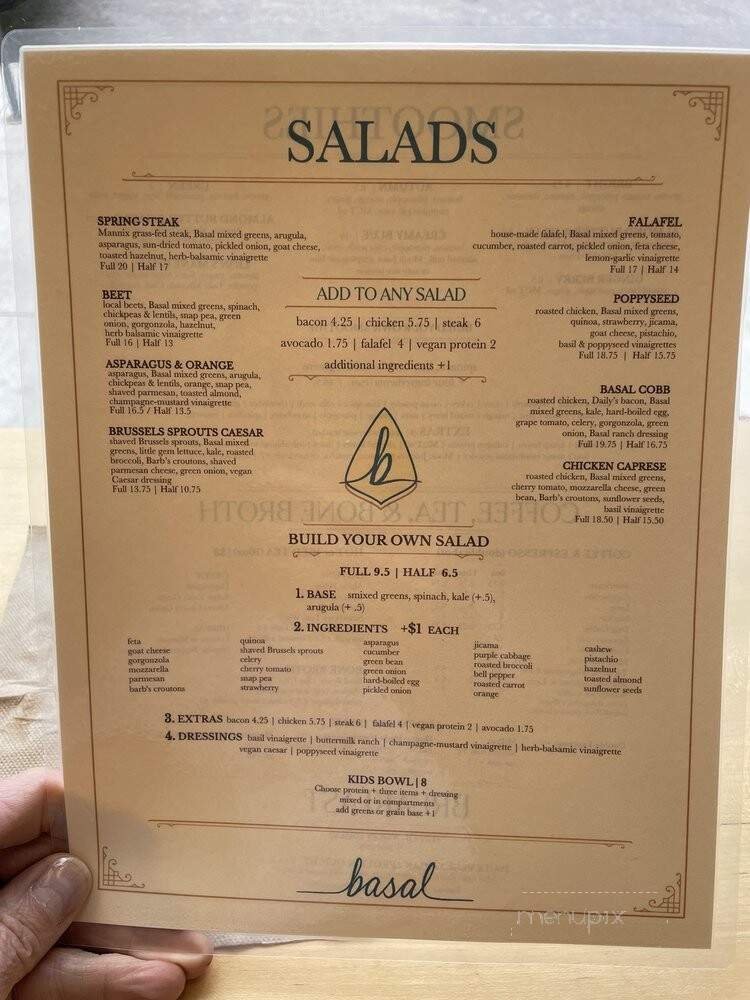 SALADS
SPRING STEAK
Mannix grass-fed steak, Basal mixed greens, arugula,
asparagus, sun-dried tomato, pickled onion, goat cheese,
toasted hazelnut, herb-balsamic vinaigrette
Full 20 | Half 17
BEET
local beets, Basal mixed greens, spinach,
chickpeas & lentils, snap pea, green
onion, gorgonzola, hazelnut,
herb balsamic vinaigrette
Full 16 | Half 13
ASPARAGUS & ORANGE
asparagus, Basal mixed greens, arugula,
chickpeas & lentils, orange, snap pea,
shaved parmesan, toasted almond,
champagne-mustard vinaigrette
Full 16.5 / Half 13.5
BRUSSELS SPROUTS CAESAR
shaved Brussels sprouts, Basal mixed
greens, little gem lettuce, kale, roasted
broccoli, Barb's croutons, shaved
parmesan cheese, green onion, vegan
Caesar dressing
Full 13.75 | Half 10.75
ADD TO ANY SALAD
bacon 4.25 | chicken 5.75 | steak 6
avocado 1.75 | falafel 4 | vegan protein 2
additional ingredients +1
b
FALAFEL
house-made falafel, Basal mixed greens, tomato,
cucumber, roasted carrot, pickled onion, feta cheese,
lemon-garlic vinaigrette
Full 17 | Half 14
POPPYSEED
roasted chicken, Basal mixed greens,
quinoa, strawberry, jicama,
goat cheese, pistachio,
basil & poppyseed vinaigrettes
Full 18.75 | Half 15.75
BASAL COBB
roasted chicken, Daily's bacon, Basal
mixed greens, kale, hard-boiled egg,
grape tomato, celery, gorgonzola, green
onion, Basal ranch dressing
Full 19.75 | Half 16.75
CHICKEN CAPRESE
roasted chicken, Basal mixed greens,
cherry tomato, mozzarella cheese, green
bean, Barb's croutons, sunflower seeds,
basil vinaigrette
Full 18.50 | Half 15.50
BUILD YOUR OWN SALAD
FULL 9.5 | HALF 6.5
1. BASE smixed greens, spinach, kale (+.5),
arugula (+ .5)
2. INGREDIENTS +$1 EACH
feta
goat cheese
gorgonzola
mozzarella
parmesan
barb's croutons
quinoa
shaved Brussels sprouts
celery
cherry tomato
snap pea
strawberry
asparagus
cucumber
green bean
green onion
hard-boiled egg
pickled onion
jicama
purple cabbage
roasted broccoli
bell pepper
roasted carrot
orange
cashew
pistachio
hazelnut
toasted almond
sunflower seeds
3. EXTRAS bacon 4.25 | chicken 5.75 | steak 6 | falafel 4 | vegan protein 2 | avocado 1.75
4. DRESSINGS basil vinaigrette | buttermilk ranch | champagne-mustard vinaigrette | herb-balsamic vinaigrette
vegan caesar | poppyseed vinaigrette
KIDS BOWL | 8
Choose protein + three items + dressing
mixed or in compartments
add greens or grain base +1
basal
menupix